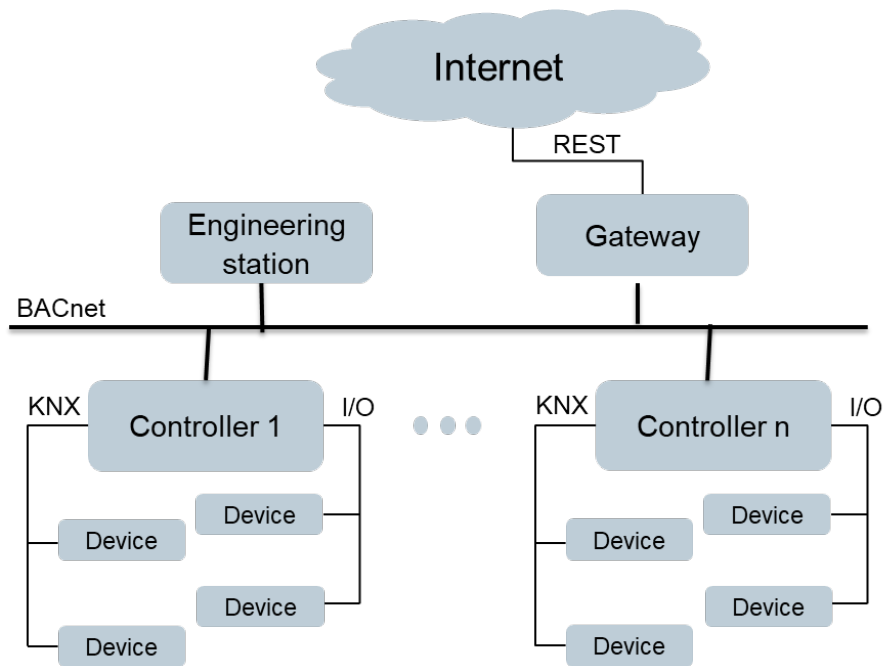 Internet
REST
Engineering
station
Gateway
BACnet
KNX
Controller 1
I/O
KNX
Controller n
I/O
Device
Device
Device
Device
Device
Device
Device
Device